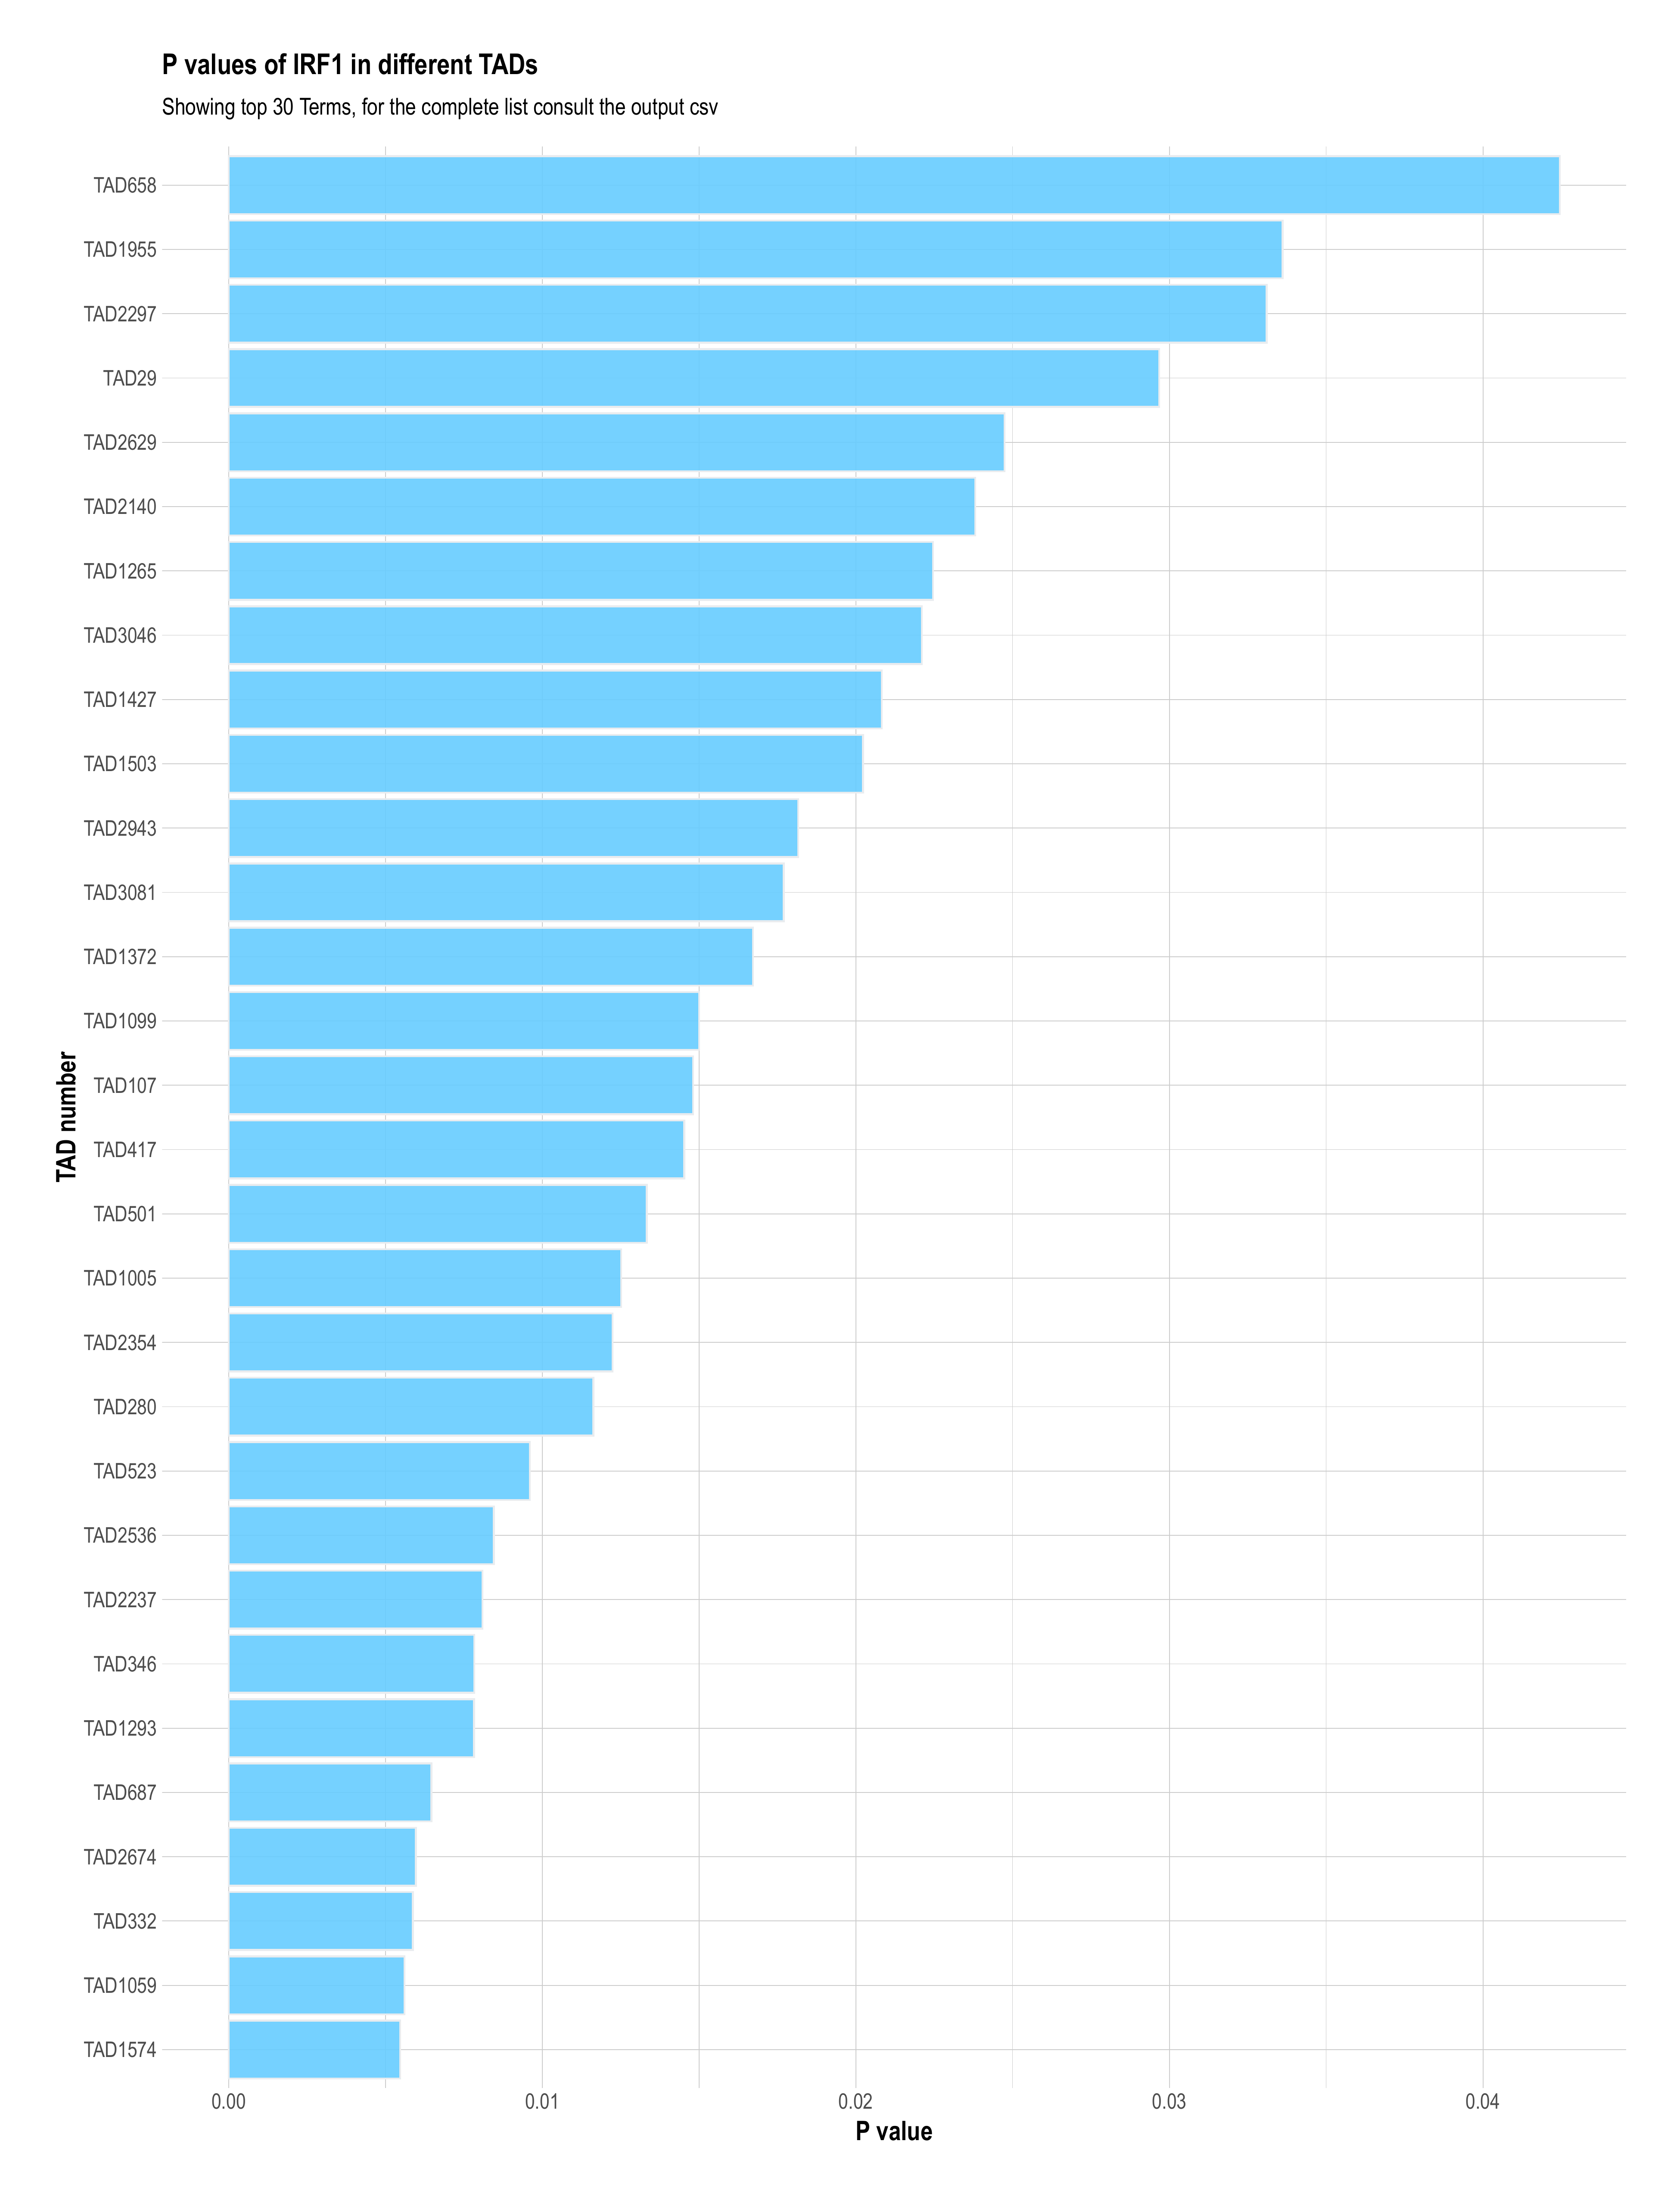 P values of IRF1 in different TADs
Showing top 30 Terms, for the complete list consult the output csv
TAD658
TAD1955
TAD2297
TAD29
TAD2629
TAD2140
TAD1265
TAD3046
TAD1427
TAD1503
TAD2943
TAD3081
TAD1372
TAD1099
TAD107
TAD417
TAD501
TAD1005
TAD2354
TAD280
TAD523
TAD2536
TAD2237
TAD346
TAD1293
TAD687
TAD2674
TAD332
TAD1059
TAD1574
TAD number
0.00 0.01 0.02 0.03 0.04
P value